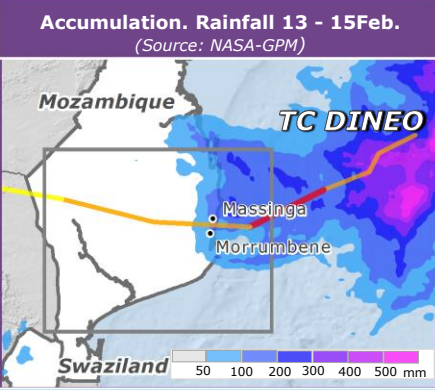 Accumulation. Rainfall 13 - 15Feb.
(Source: NASA-GPM)
Mozambique
TC DINEO
Massinga
Morrumbene
Swaziland
50 100 200 300 400 500 mm